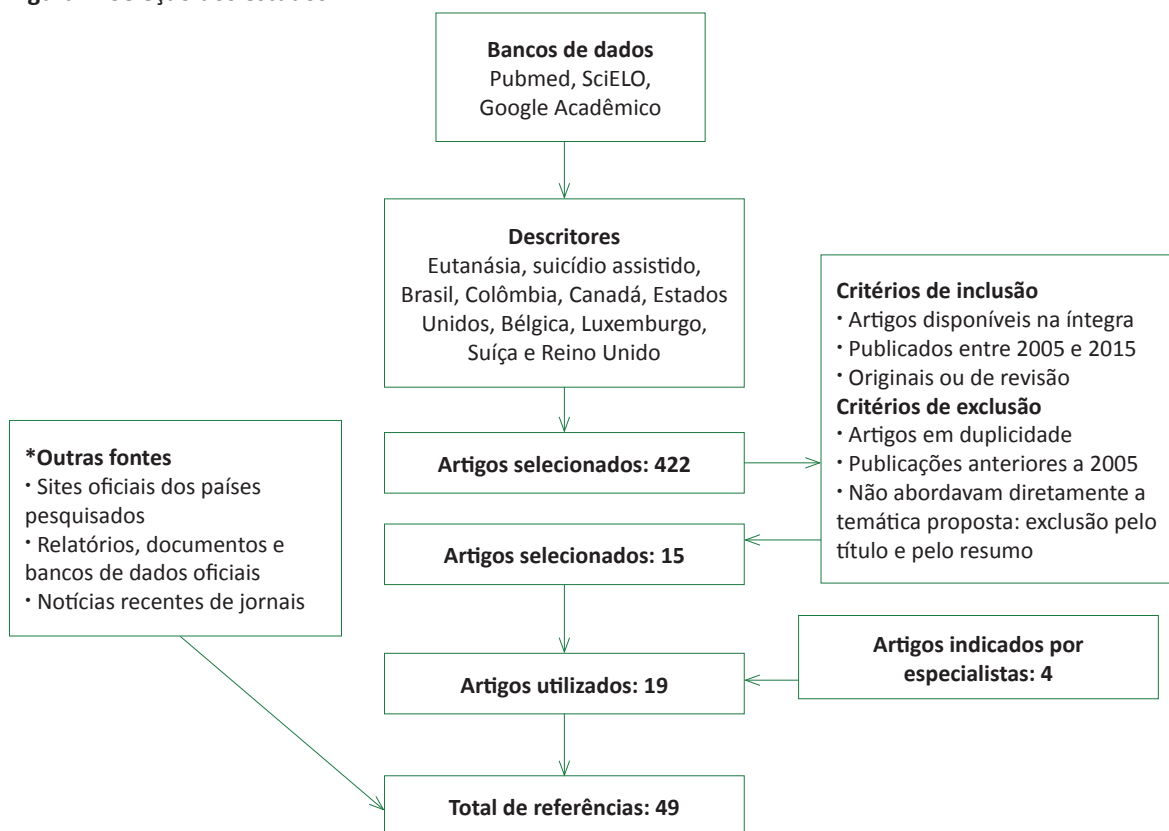 Bancos de dados
Pubmed, SciELO,
Google Acadêmico
Descritores
Eutanásia, suicídio assistido,
Brasil, Colômbia, Canadá, Estados
Unidos, Bélgica, Luxemburgo,
Suíça e Reino Unido
Artigos selecionados: 422
Critérios de inclusão
· Artigos disponíveis na íntegra
· Publicados entre 2005 e 2015
· Originais ou de revisão
Critérios de exclusão
· Artigos em duplicidade
· Publicações anteriores a 2005
· Não abordavam diretamente a
temática proposta: exclusão pelo
título e pelo resumo
Artigos selecionados: 15
Artigos indicados por
especialistas: 4
Artigos utilizados: 19
*Outras fontes
· Sites oficiais dos países
pesquisados
· Relatórios, documentos e
bancos de dados oficiais
· Notícias recentes de jornais
Total de referências: 49